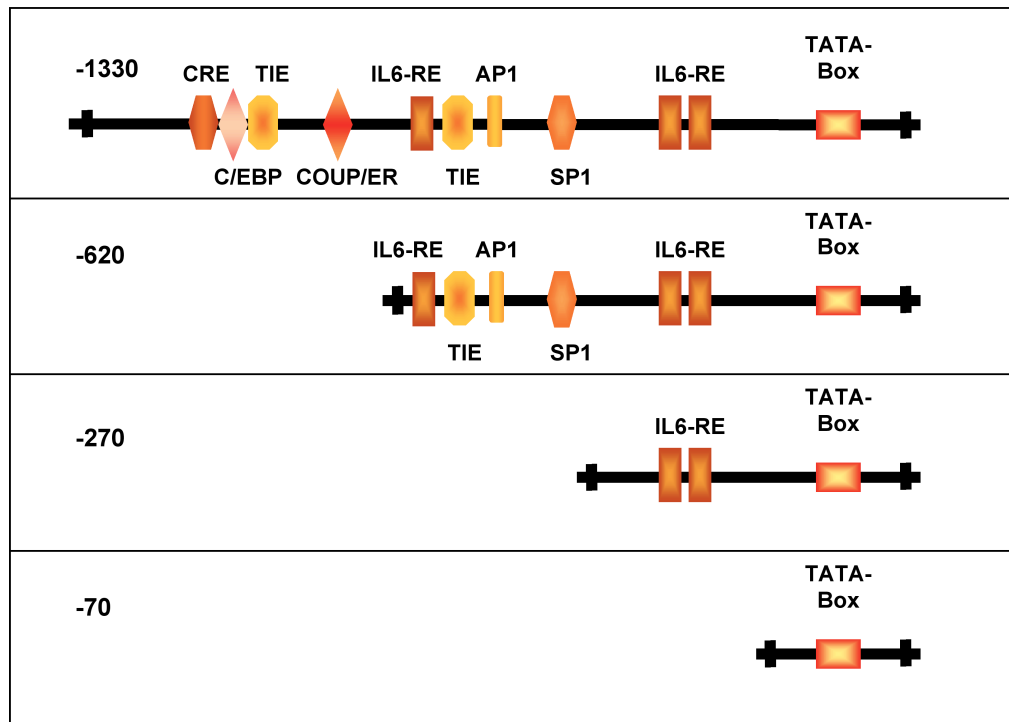 TATA-
Box
-1330
CRE TIE IL6-RE AP1 IL6-RE
C/EBP COUP/ER TIE SP1
TATA-
Box
-620
IL6-RE AP1 IL6-RE
TIE SP1
TATA-
Box
-270
IL6-RE
TATA-
Box
-70